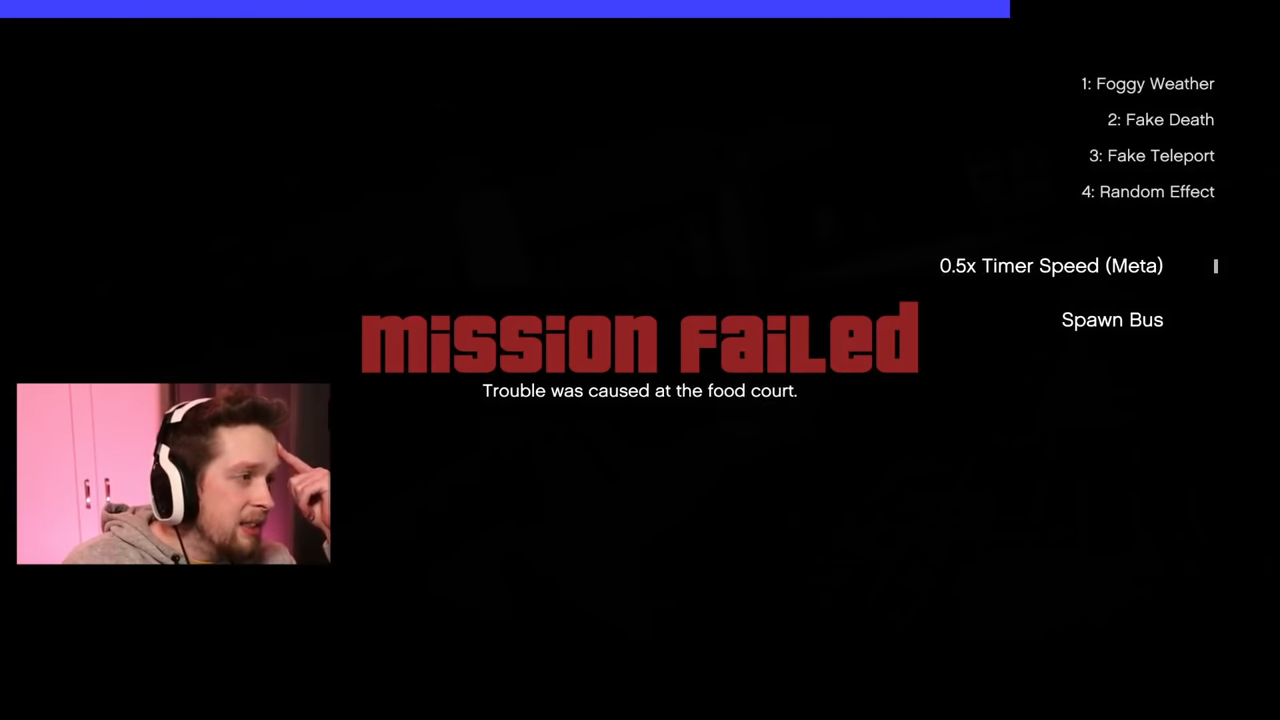 1: Foggy Weather
2: Fake Death
3: Fake Teleport
4: Random Effect
0.5x Timer Speed (Meta)
Spawn Bus
mission failed
Trouble was caused at the food court.